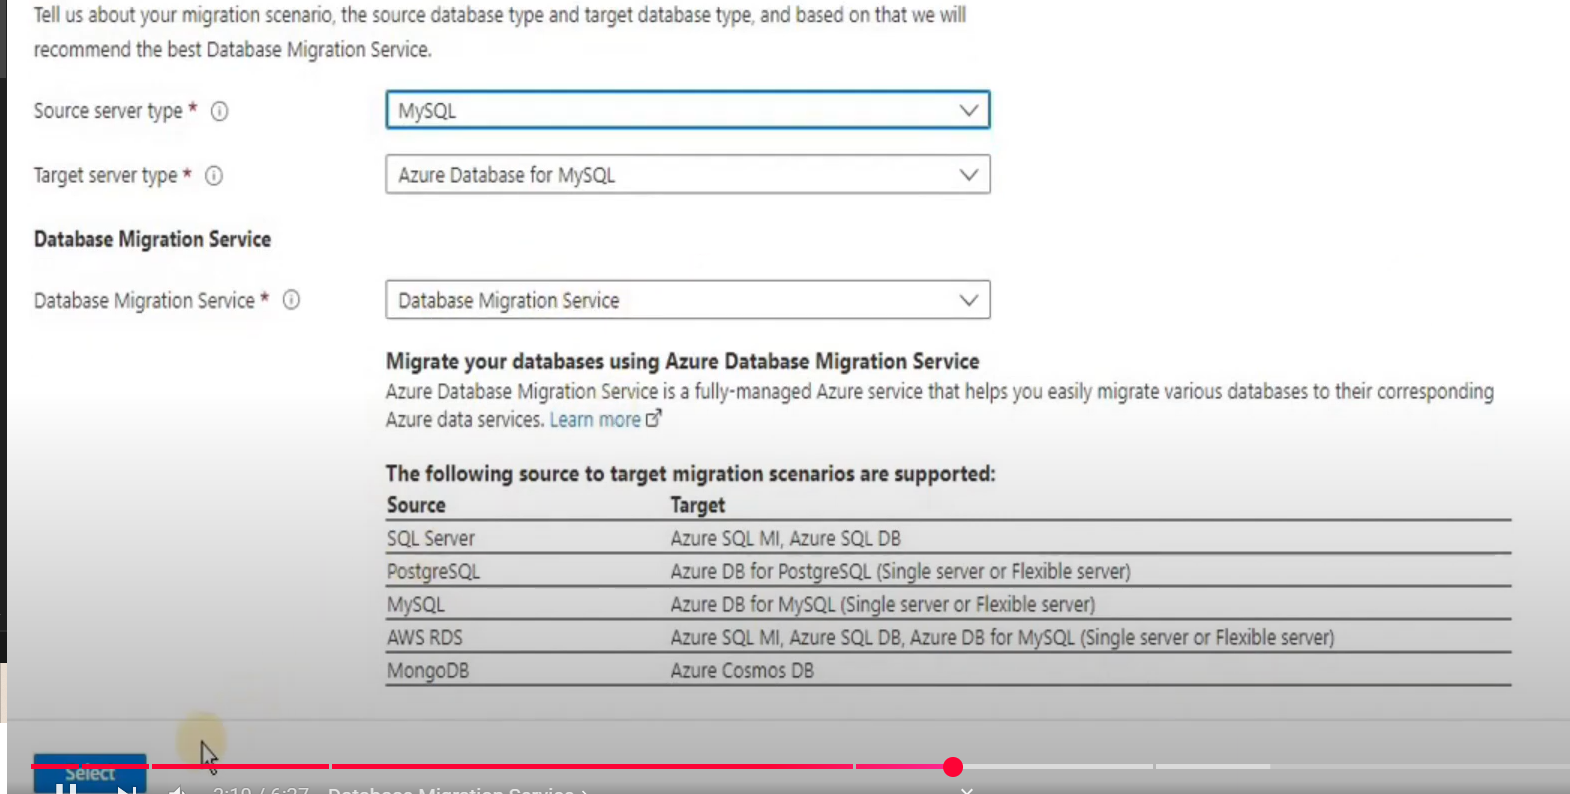 Tell us about your migration scenario, the source database type and target database type, and based on that we will
recommend the best Database Migration Service.
Source server type *
MySQL
Target server type *
Azure Database for MySQL
Database Migration Service
Database Migration Service *
Database Migration Service
Migrate your databases using Azure Database Migration Service
Azure Database Migration Service is a fully-managed Azure service that helps you easily migrate various databases to their corresponding
Azure data services. Learn more
The following source to target migration scenarios are supported:
Source Target
SQL Server Azure SQL MI, Azure SQL DB
PostgreSQL Azure DB for PostgreSQL (Single server or Flexible server)
MySQL Azure DB for MySQL (Single server or Flexible server)
AWS RDS Azure SQL MI, Azure SQL DB, Azure DB for MySQL (Single server or Flexible server)
MongoDB Azure Cosmos DB
Select
Database Migration Service